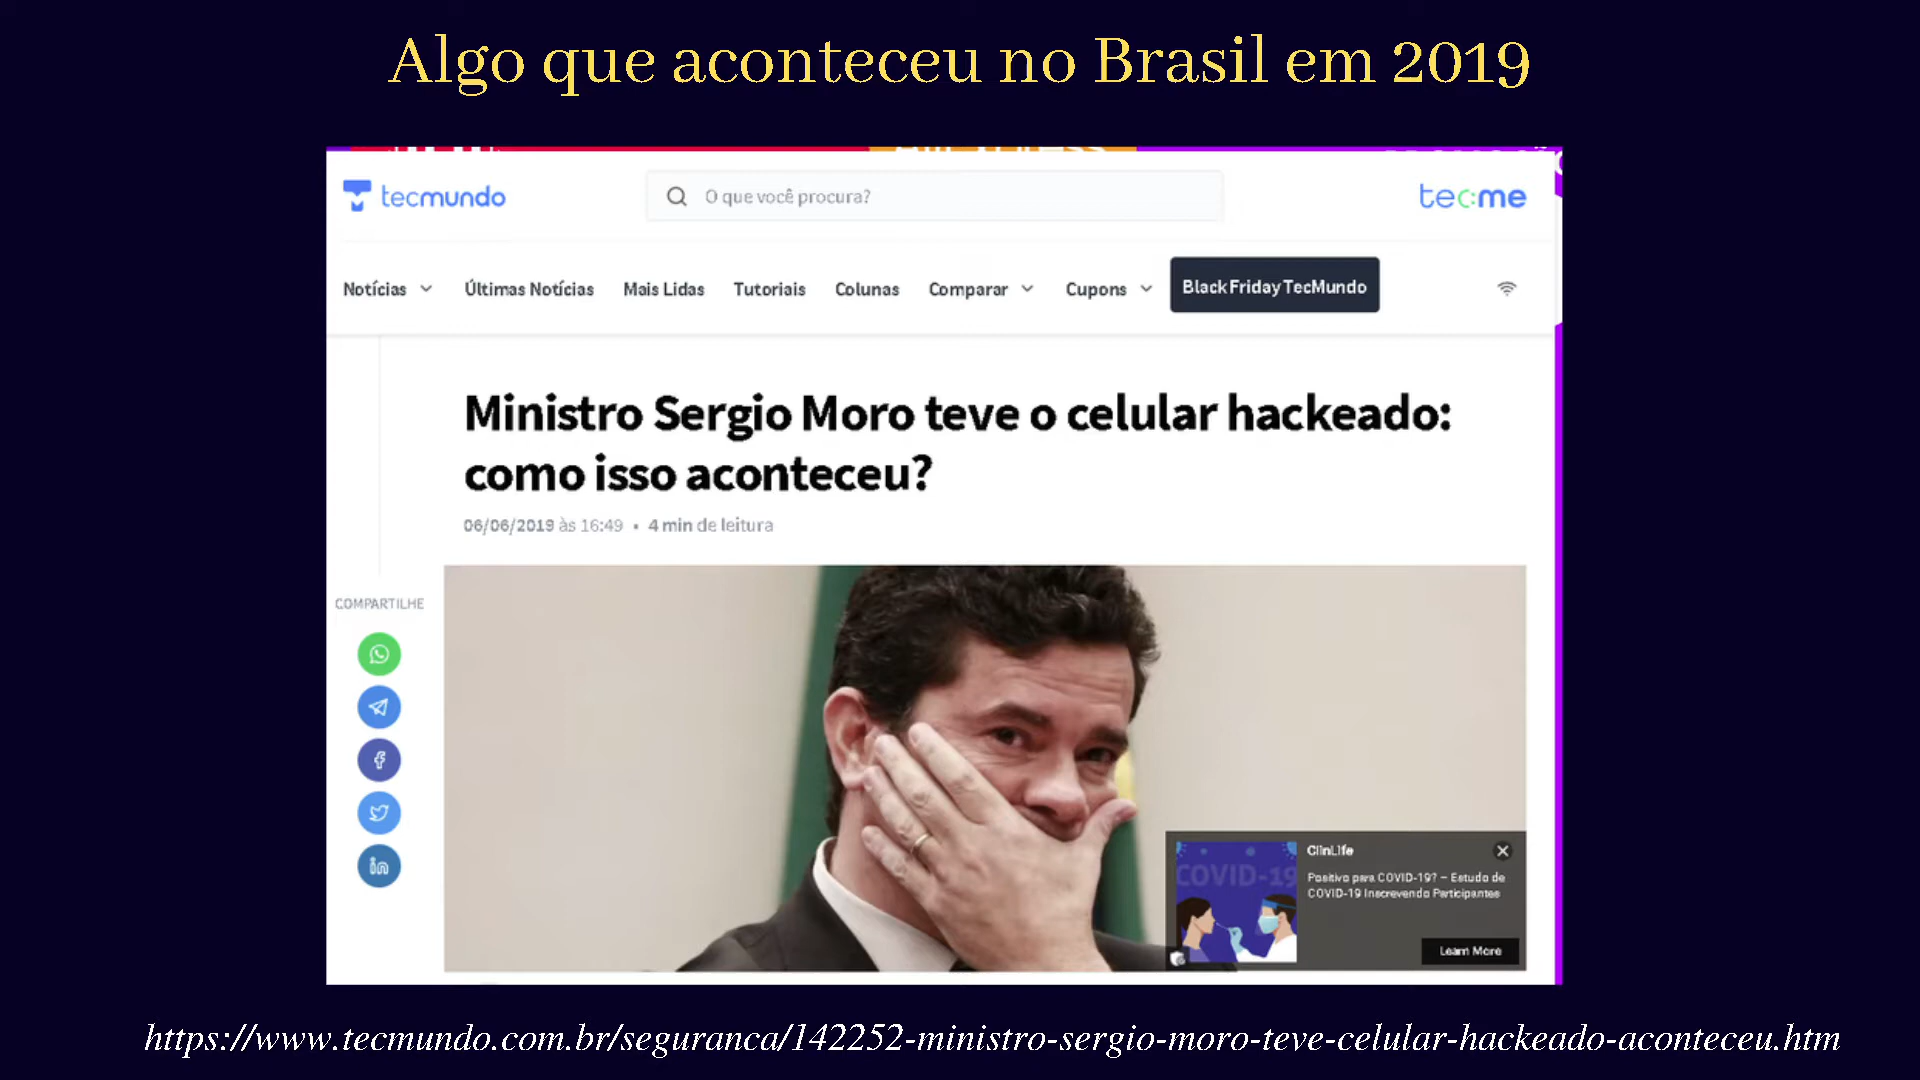 Algo que aconteceu no Brasil em 2019
tecmundo
O que você procura?
tec:me
Notícias
Últimas Notícias
Mais Lidas
Tutoriais
Colunas
Comparar
Cupons
Black Friday TecMundo
Ministro Sergio Moro teve o celular hackeado:
como isso aconteceu?
06/06/2019 às 16:49 • 4 min de leitura
COMPARTILHE
COVID-19
ClinLife
Positivo para COVID-19? – Estudo de
COVID-19 Inscrevendo Participantes
Learn More
https://www.tecmundo.com.br/seguranca/142252-ministro-sergio-moro-teve-celular-hackeado-aconteceu.htm